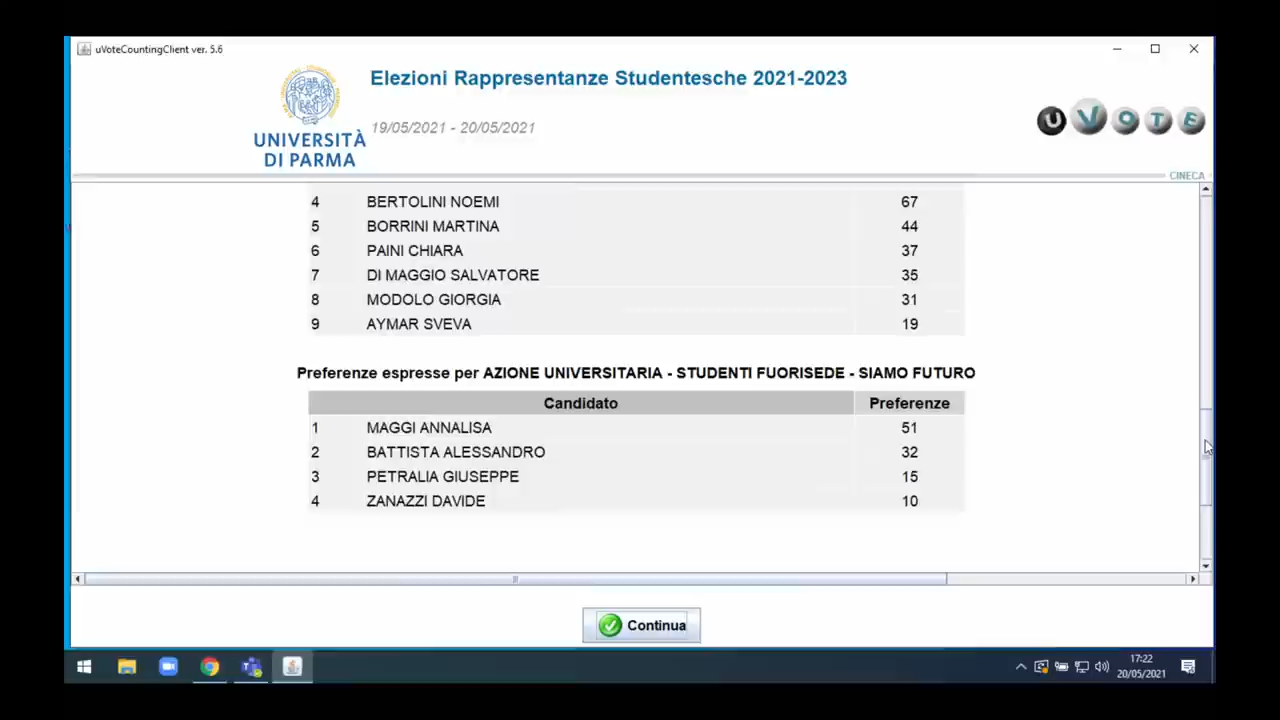 uVoteCountingClient ver. 5.6
Elezioni Rappresentanze Studentesche 2021-2023
19/05/2021 - 20/05/2021
UNIVERSITÀ
DI PARMA
U V O T E
CINECA
4 BERTOLINI NOEMI 67
5 BORRINI MARTINA 44
6 PAINI CHIARA 37
7 DI MAGGIO SALVATORE 35
8 MODOLO GIORGIA 31
9 AYMAR SVEVA 19
Preferenze espresse per AZIONE UNIVERSITARIA - STUDENTI FUORISEDE - SIAMO FUTURO
Candidato Preferenze
1 MAGGI ANNALISA 51
2 BATTISTA ALESSANDRO 32
3 PETRALIA GIUSEPPE 15
4 ZANAZZI DAVIDE 10
Continua
17:22
20/05/2021